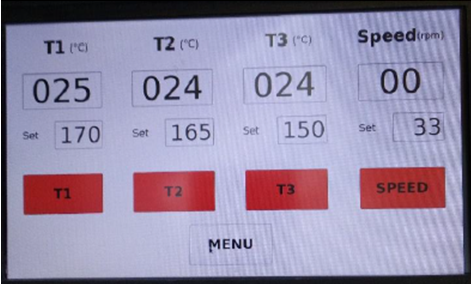 T1 (°C) T2 (°C) T3 (°C) Speed(rpm)
025 024 024 00
Set 170 Set 165 Set 150 Set 33
T1 T2 T3 SPEED
MENU